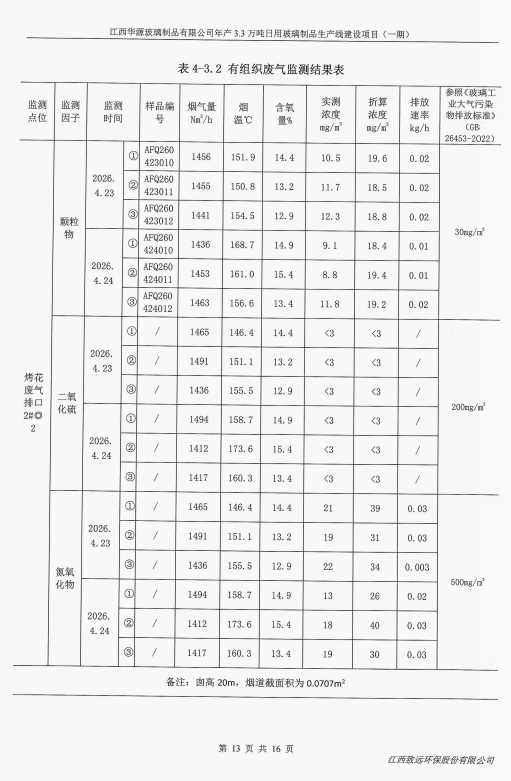 江西华源玻璃制品有限公司年产 3.3 万吨日用玻璃制品生产线建设项目（一期）
表 4-3.2 有组织废气监测结果表
监测点位 监测因子 监测时间 样品编号 烟气量 Nm³/h 烟温℃ 含氧量% 实测浓度 mg/m³ 折算浓度 mg/m³ 排放速率 kg/h 参照《玻璃工业大气污染物排放标准》（GB 26453-2022）
烤花废气排口 2#◎2
颗粒物 2026.4.23 ① AFQ260423010 1456 151.9 14.4 10.5 19.6 0.02 30mg/m³
② AFQ260423011 1455 150.8 13.2 11.7 18.5 0.02
③ AFQ260423012 1441 154.5 12.9 12.3 18.8 0.02
2026.4.24 ① AFQ260424010 1436 168.7 14.9 9.1 18.4 0.01
② AFQ260424011 1453 161.0 15.4 8.8 19.4 0.01
③ AFQ260424012 1463 156.6 13.4 11.8 19.2 0.02
二氧化硫 2026.4.23 ① / 1465 146.4 14.4 <3 <3 / 200mg/m³
② / 1491 151.1 13.2 <3 <3 /
③ / 1436 155.5 12.9 <3 <3 /
2026.4.24 ① / 1494 158.7 14.9 <3 <3 /
② / 1412 173.6 15.4 <3 <3 /
③ / 1417 160.3 13.4 <3 <3 /
氮氧化物 2026.4.23 ① / 1465 146.4 14.4 21 39 0.03 500mg/m³
② / 1491 151.1 13.2 19 31 0.03
③ / 1436 155.5 12.9 22 34 0.003
2026.4.24 ① / 1494 158.7 14.9 13 26 0.02
② / 1412 173.6 15.4 18 40 0.03
③ / 1417 160.3 13.4 19 30 0.03
备注：囱高 20m，烟道截面积为 0.0707m²
第 13 页 共 16 页
江西致远环保股份有限公司